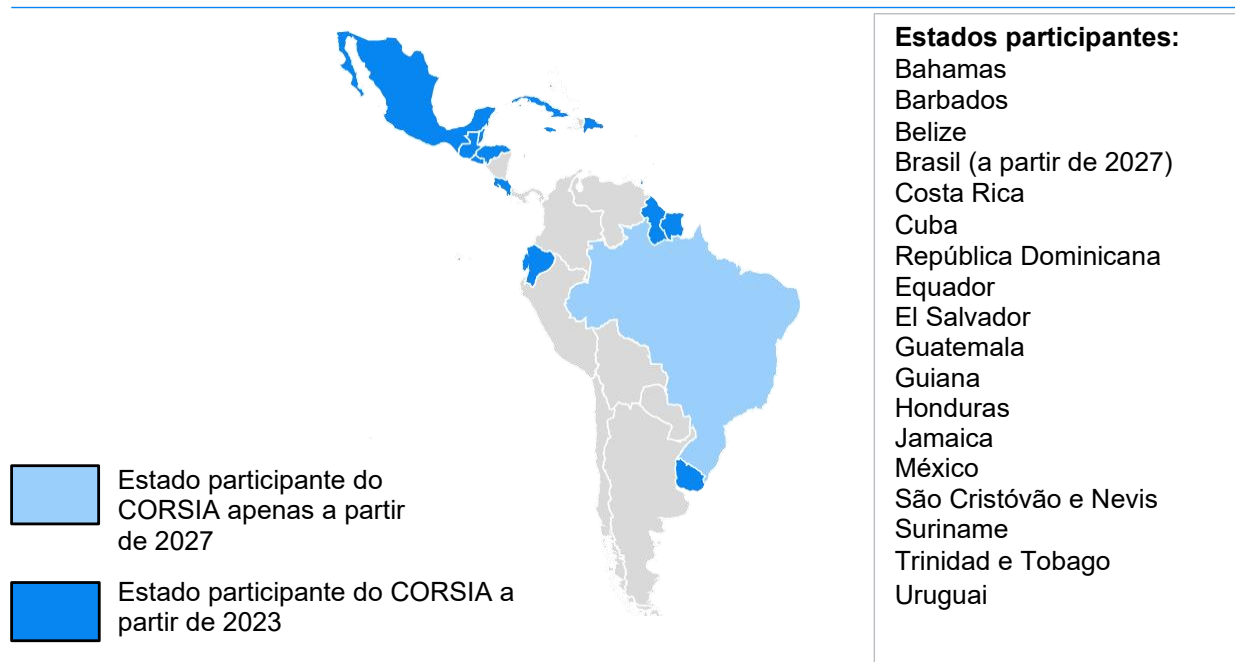 Estados participantes:
Bahamas
Barbados
Belize
Brasil (a partir de 2027)
Costa Rica
Cuba
República Dominicana
Equador
El Salvador
Guatemala
Guiana
Honduras
Jamaica
México
São Cristóvão e Nevis
Suriname
Trinidad e Tobago
Uruguai
Estado participante do
CORSIA apenas a partir
de 2027
Estado participante do CORSIA a
partir de 2023